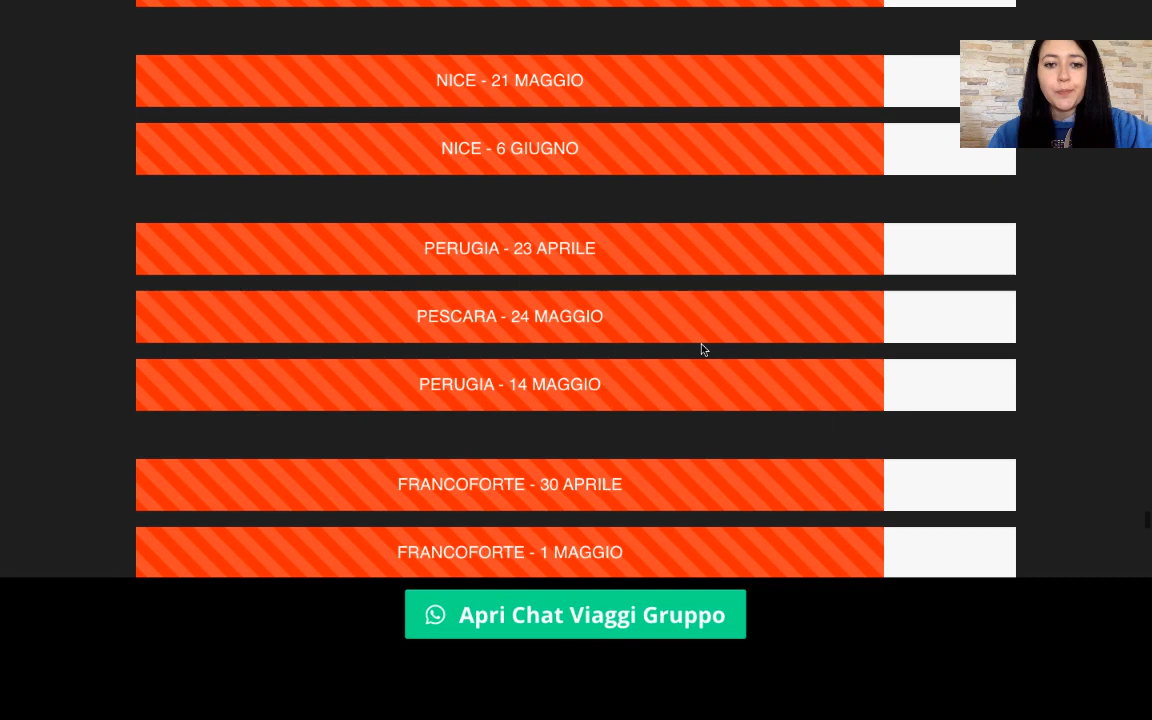 NICE - 21 MAGGIO
NICE - 6 GIUGNO
PERUGIA - 23 APRILE
PESCARA - 24 MAGGIO
PERUGIA - 14 MAGGIO
FRANCOFORTE - 30 APRILE
FRANCOFORTE - 1 MAGGIO
Apri Chat Viaggi Gruppo